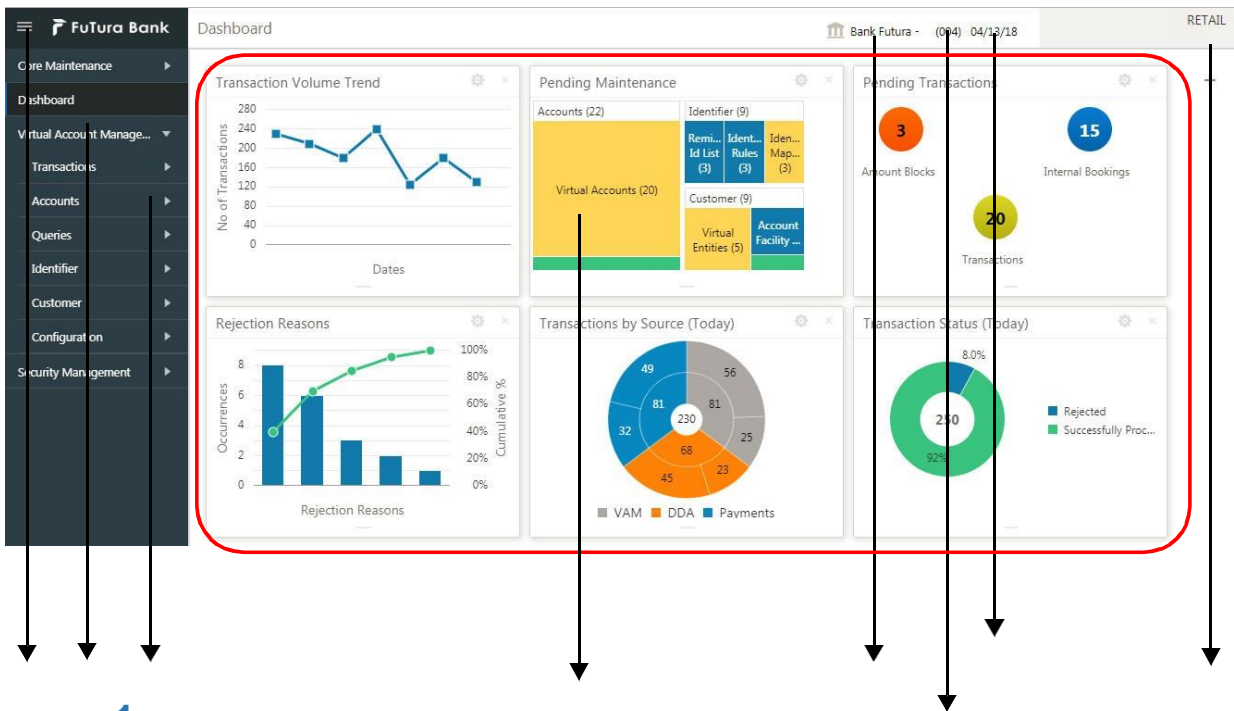 FuTura Bank
Dashboard
Bank Futura - (004) 04/13/18
RETAIL
Core Maintenance
Dashboard
Virtual Account Manage...
Transactions
Accounts
Queries
Identifier
Customer
Configuration
Security Management
Transaction Volume Trend
280
240
200
160
120
80
40
0
No of Transactions
Dates
Pending Maintenance
Accounts (22)
Virtual Accounts (20)
Identifier (9)
Remi...
Id List
(3)
Ident...
Rules
(3)
Iden...
Map...
(3)
Customer (9)
Virtual
Entities (5)
Account
Facility ...
Pending Transactions
3
Amount Blocks
15
Internal Bookings
20
Transactions
Rejection Reasons
8
6
4
2
0
Occurrences
100%
80%
60%
40%
20%
0%
Cumulative %
Rejection Reasons
Transactions by Source (Today)
49
56
81
81
230
32
25
68
45
23
VAM
DDA
Payments
Transaction Status (Today)
8.0%
250
92%
Rejected
Successfully Proc...